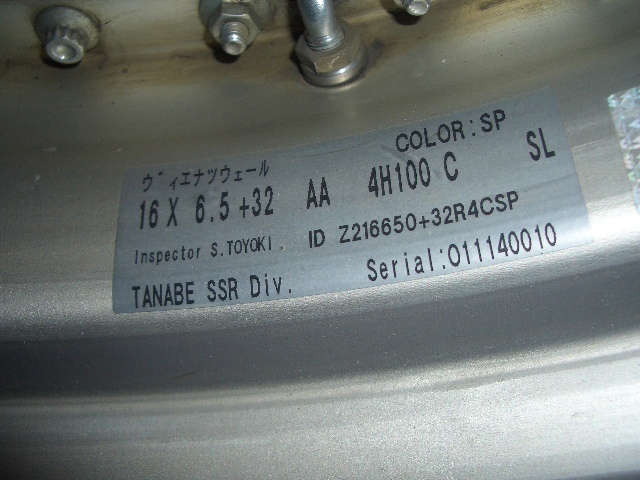 COLOR:SP
ヴィエナツヴェール
16 X 6.5+32 AA 4H100 C SL
Inspector S.TOYOKI. ID Z216650+32R4CSP
TANABE SSR Div. Serial:011140010